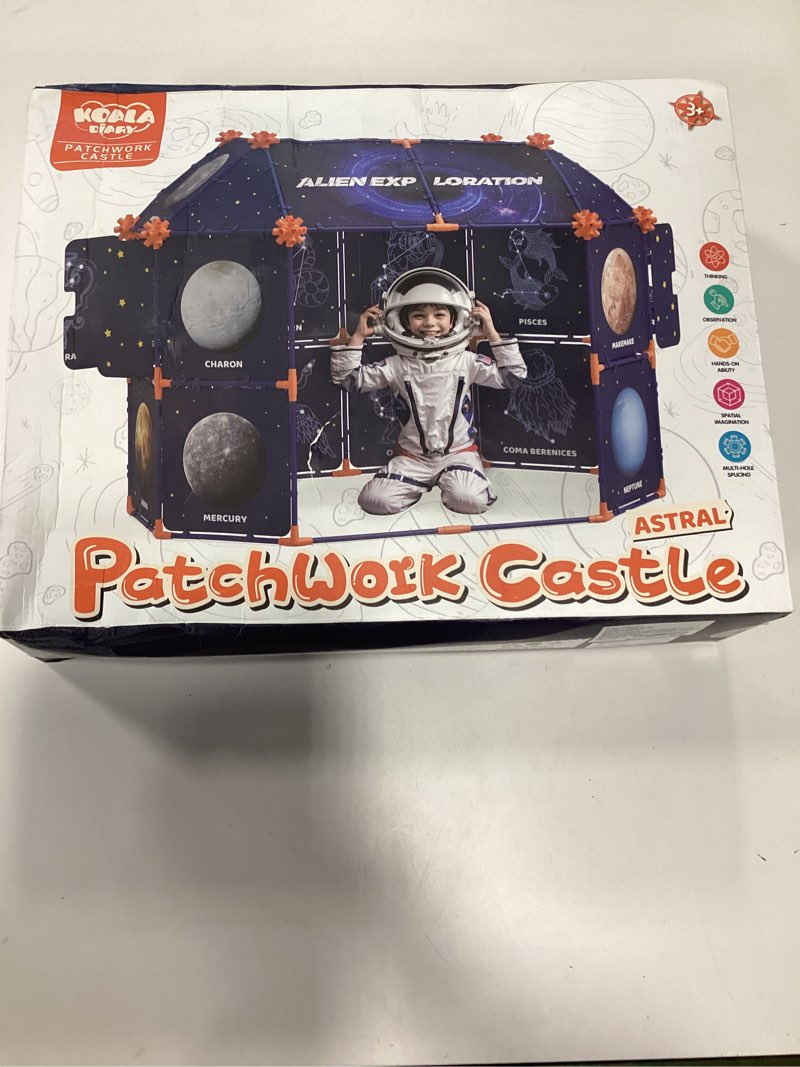 KOALA
DIARY
PATCHWORK
CASTLE
3+
ALIEN EXP LORATION
RA
CHARON
PISCES
MAKEMAKE
MERCURY
COMA BERENICES
NEPTUNE
THINKING
OBSERVATION
HANDS-ON
ABILITY
SPATIAL
IMAGINATION
MULTI-HOLE
SPLICING
ASTRAL
PatchWork Castle